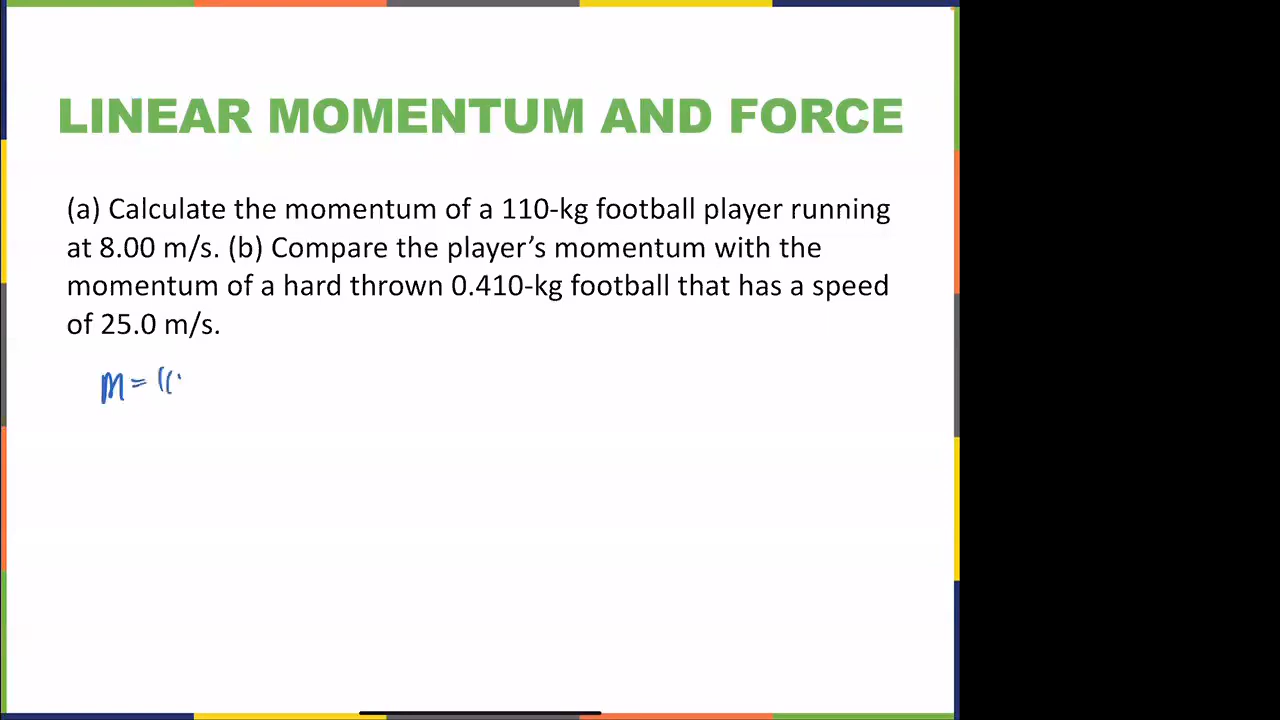 LINEAR MOMENTUM AND FORCE
(a) Calculate the momentum of a 110-kg football player running
at 8.00 m/s. (b) Compare the player’s momentum with the
momentum of a hard thrown 0.410-kg football that has a speed
of 25.0 m/s.
m = 11